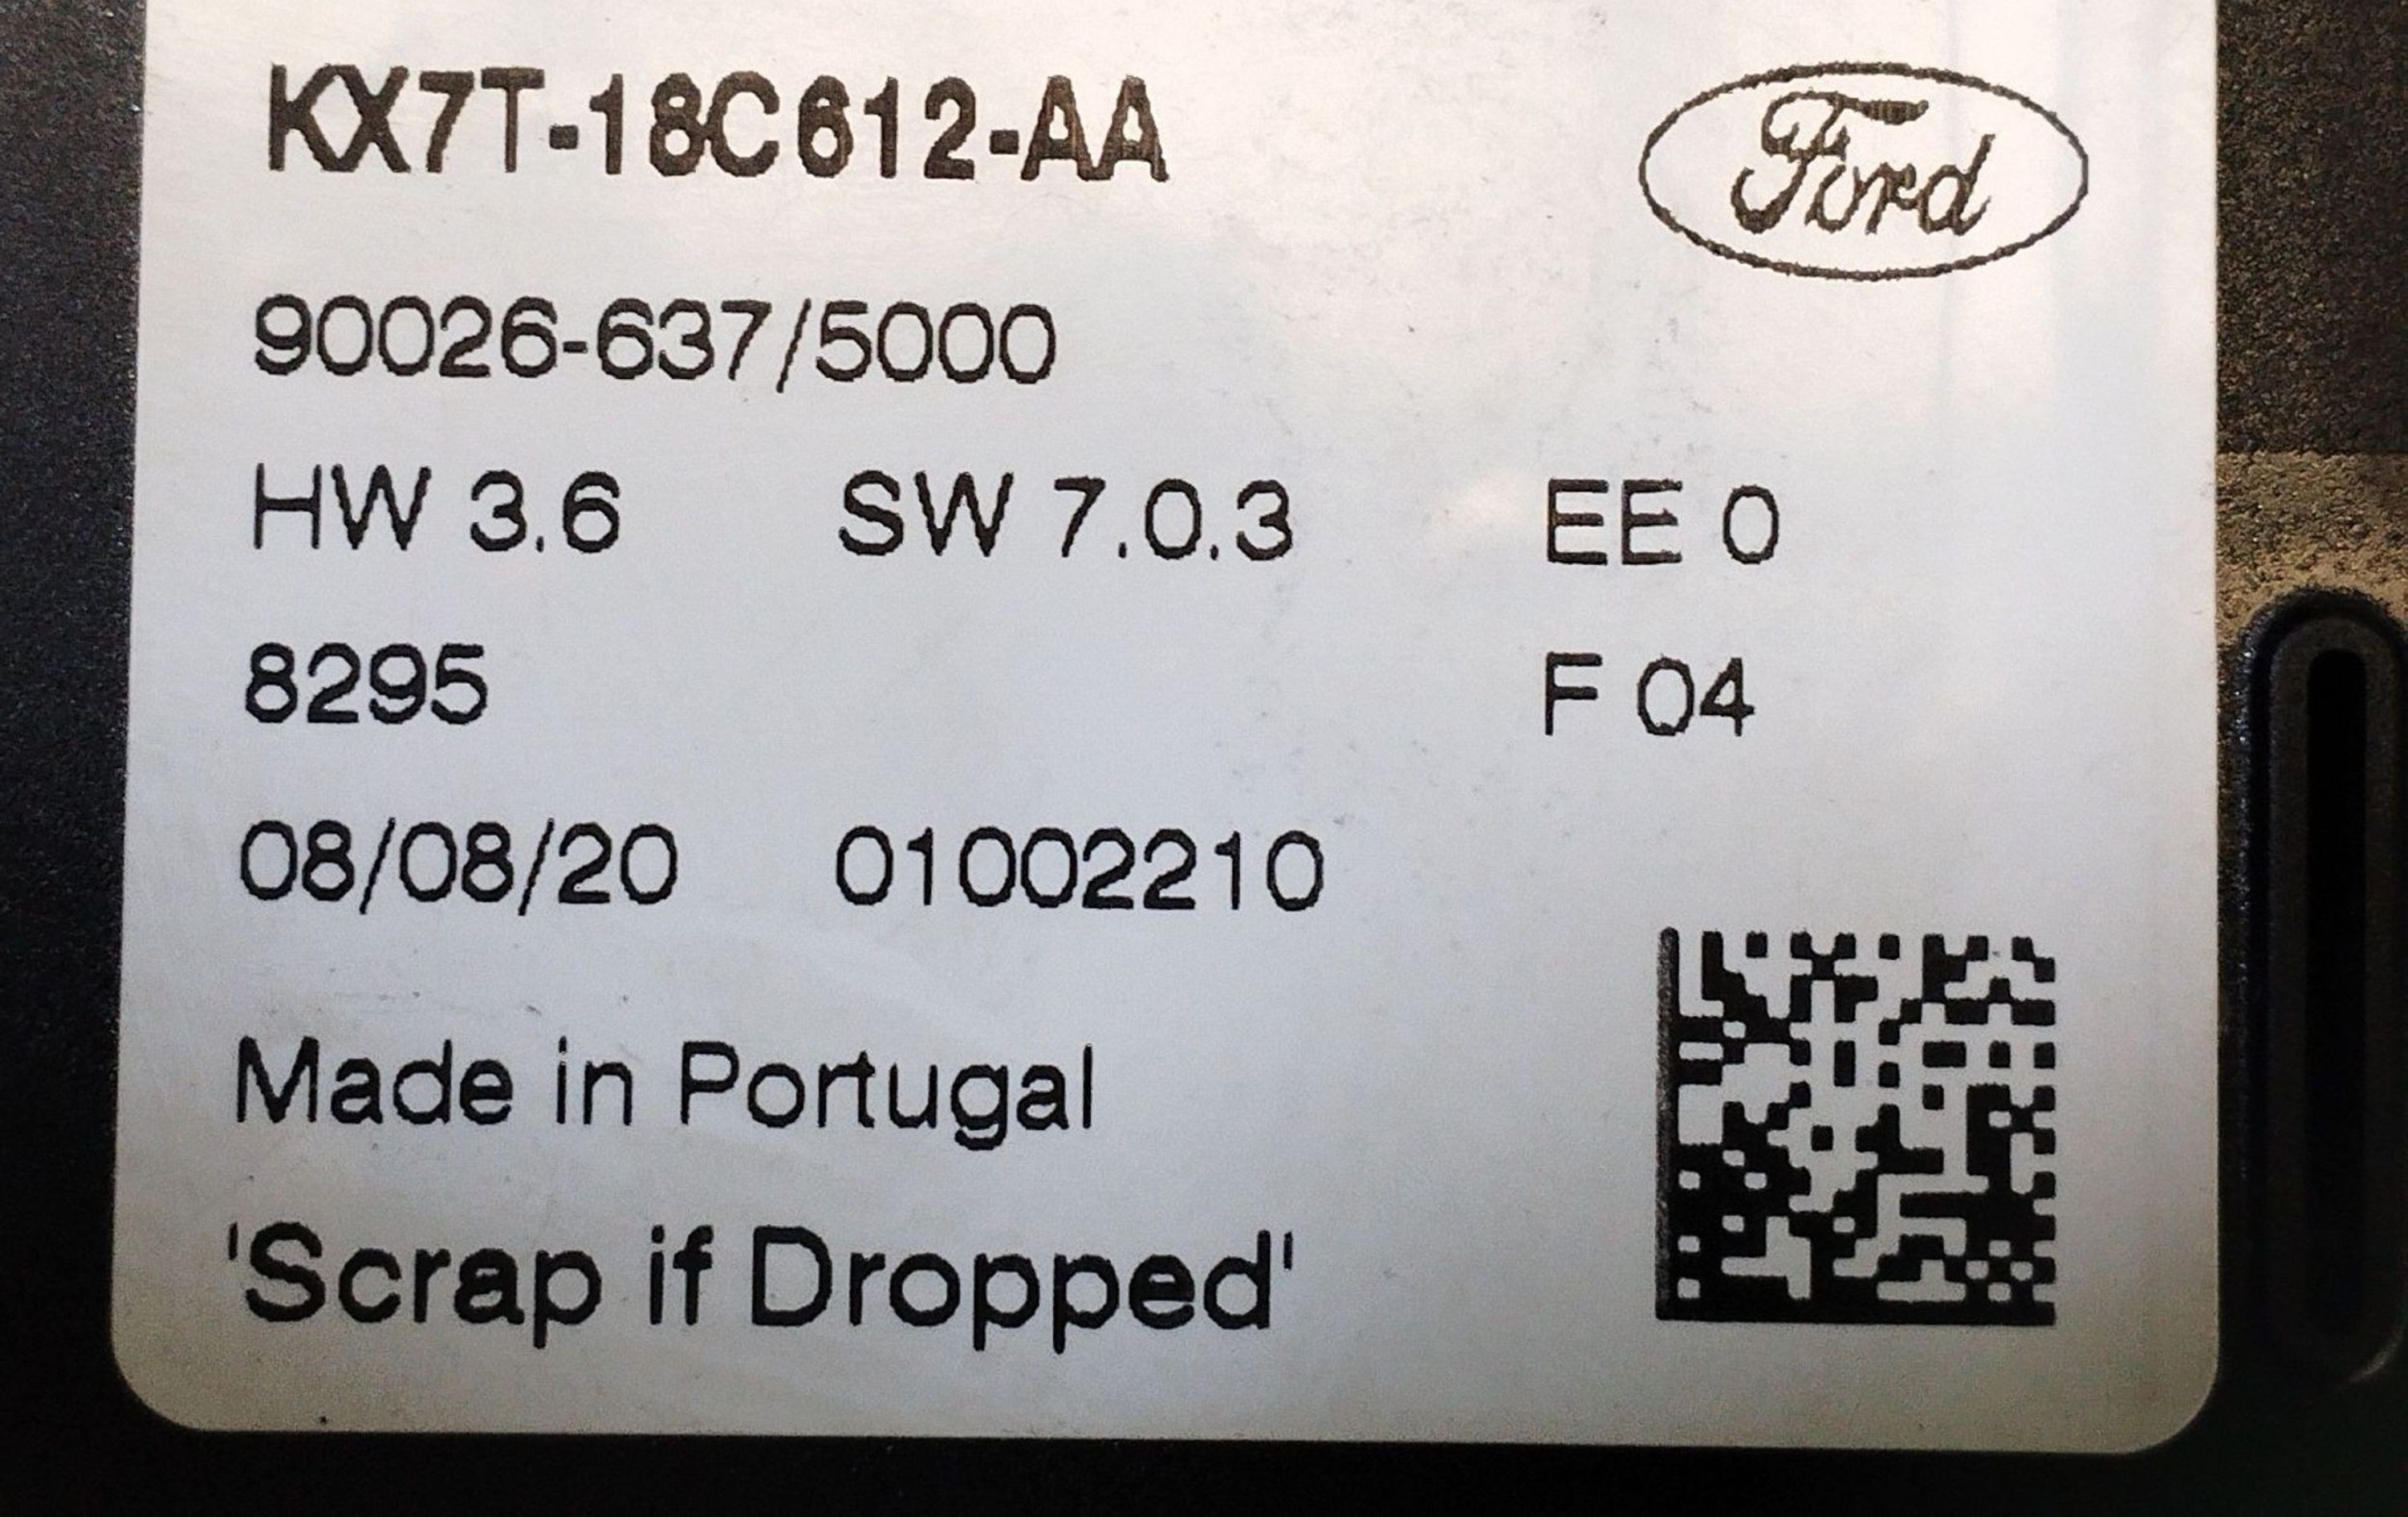 KX7T-18C612-AA
Ford
90026-637/5000
HW 3.6 SW 7.0.3 EE 0
8295 F 04
08/08/20 01002210
Made in Portugal
'Scrap if Dropped'